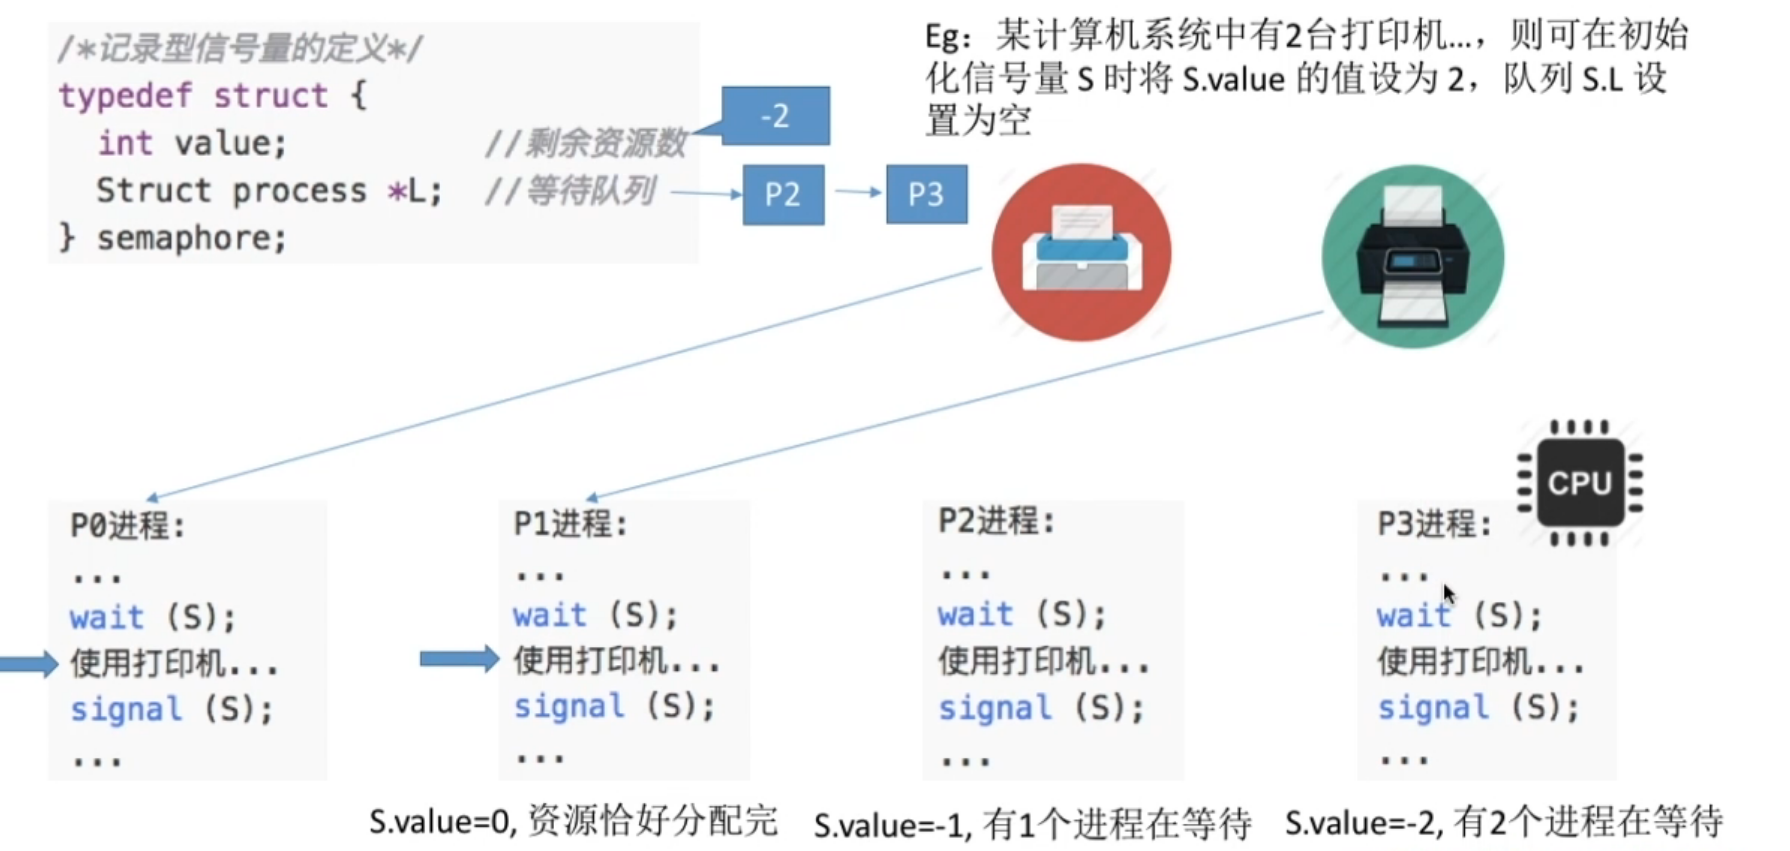 /*记录型信号量的定义*/
typedef struct {
int value; //剩余资源数
Struct process *L; //等待队列
} semaphore;
-2
P2
P3
Eg：某计算机系统中有2台打印机...，则可在初始
化信号量 S 时将 S.value 的值设为 2，队列 S.L 设
置为空
CPU
P0进程:
...
wait (S);
使用打印机...
signal (S);
...
P1进程:
...
wait (S);
使用打印机...
signal (S);
...
P2进程:
...
wait (S);
使用打印机...
signal (S);
...
P3进程:
...
wait (S);
使用打印机...
signal (S);
...
S.value=0, 资源恰好分配完
S.value=-1, 有1个进程在等待
S.value=-2, 有2个进程在等待